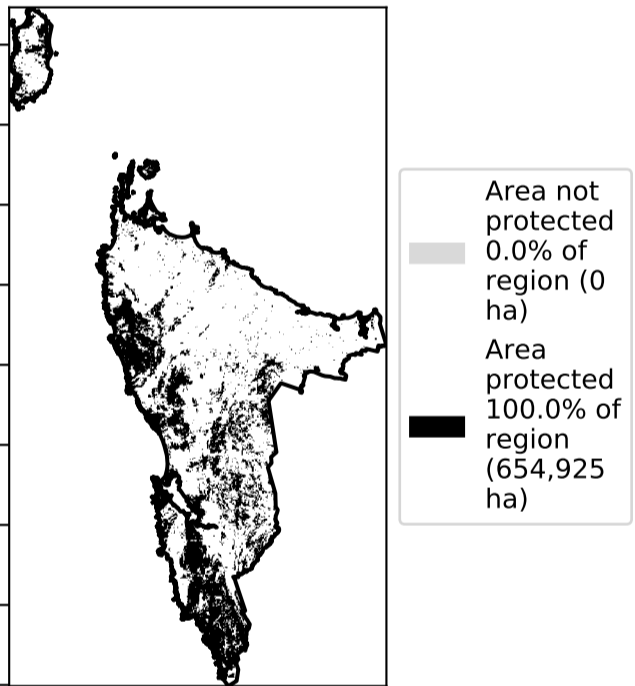 Area not
protected
0.0% of
region (0
ha)
Area
protected
100.0% of
region
(654,925
ha)